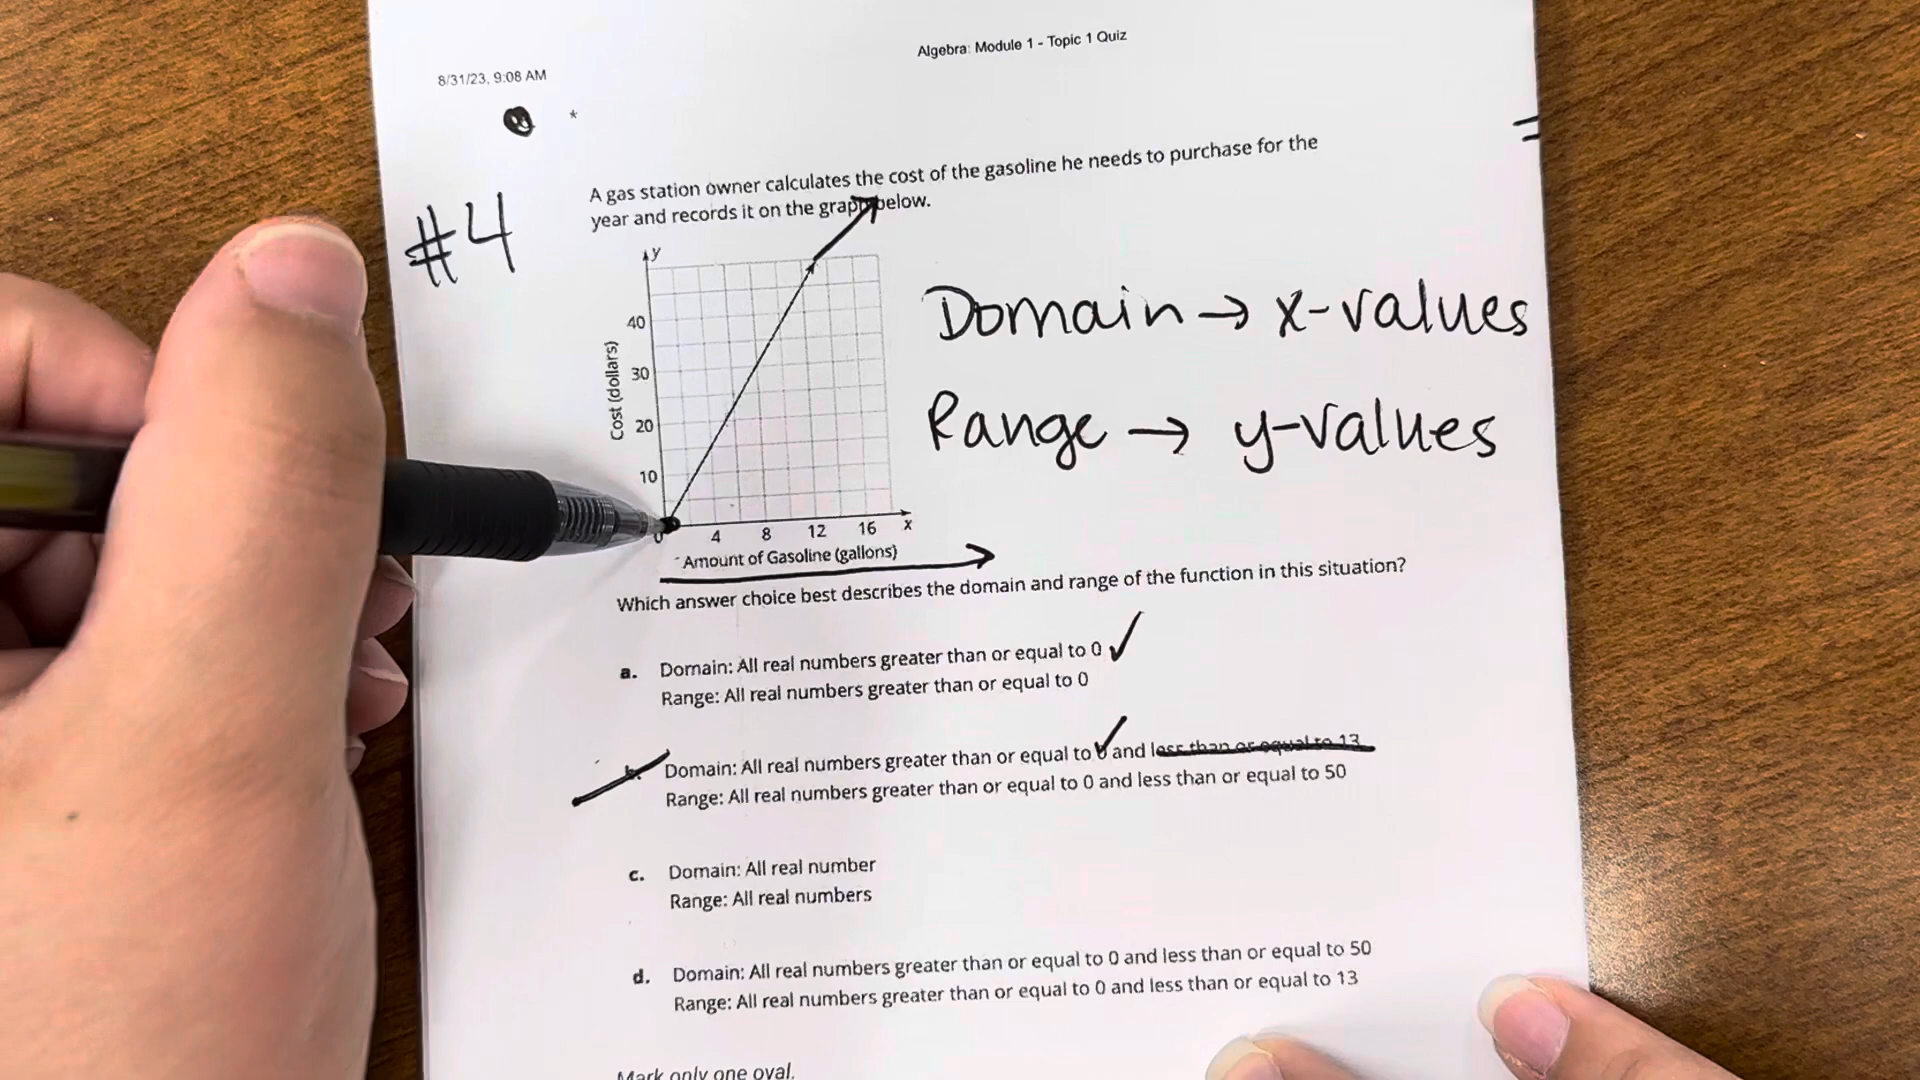 Algebra: Module 1 - Topic 1 Quiz
8/31/23, 9:08 AM
*
#4
A gas station owner calculates the cost of the gasoline he needs to purchase for the
year and records it on the graph below.
y
40
30
20
10
0
4 8 12 16 x
Cost (dollars)
Amount of Gasoline (gallons)
Domain → x-values
Range → y-values
Which answer choice best describes the domain and range of the function in this situation?
a. Domain: All real numbers greater than or equal to 0 ✓
Range: All real numbers greater than or equal to 0
b. Domain: All real numbers greater than or equal to 0 ✓ and less than or equal to 13
Range: All real numbers greater than or equal to 0 and less than or equal to 50
c. Domain: All real number
Range: All real numbers
d. Domain: All real numbers greater than or equal to 0 and less than or equal to 50
Range: All real numbers greater than or equal to 0 and less than or equal to 13
Mark only one oval.